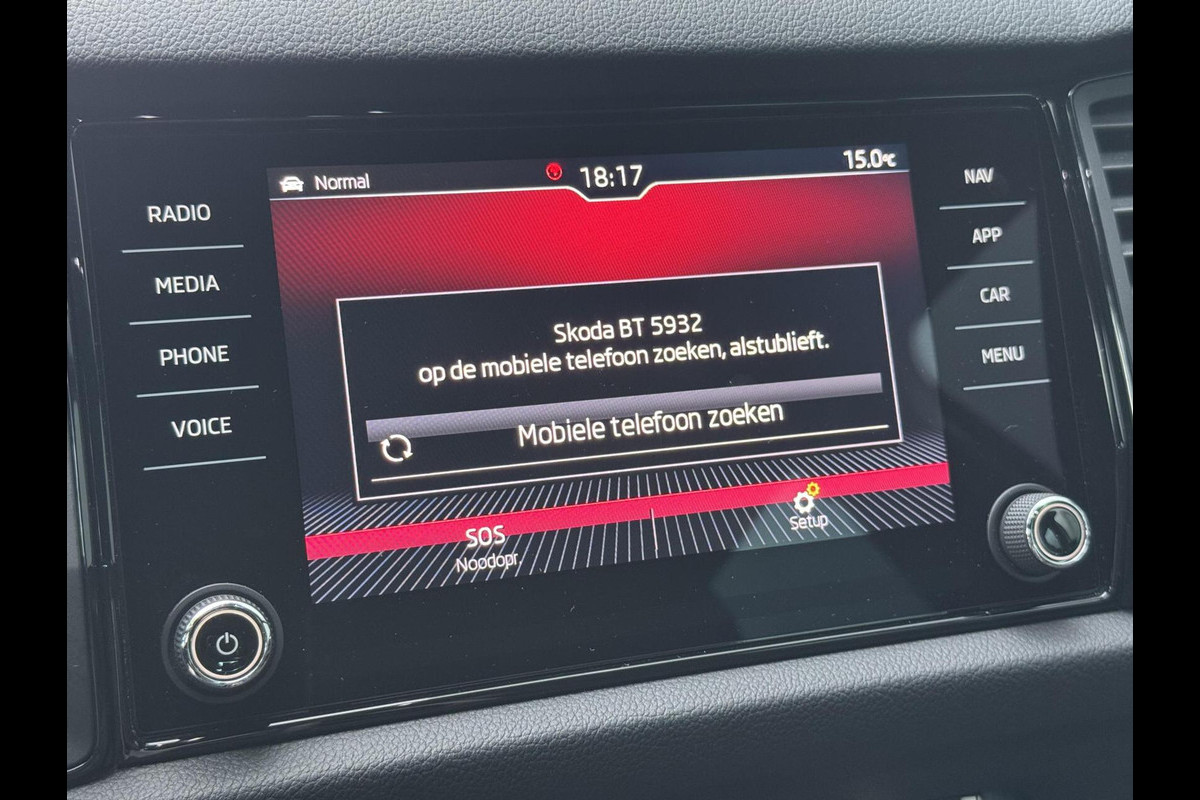 Normal
18:17
15.0°C
RADIO
MEDIA
PHONE
VOICE
NAV
APP
CAR
MENU
Skoda BT 5932
op de mobiele telefoon zoeken, alstublieft.
Mobiele telefoon zoeken
SOS
Noodopr.
Setup